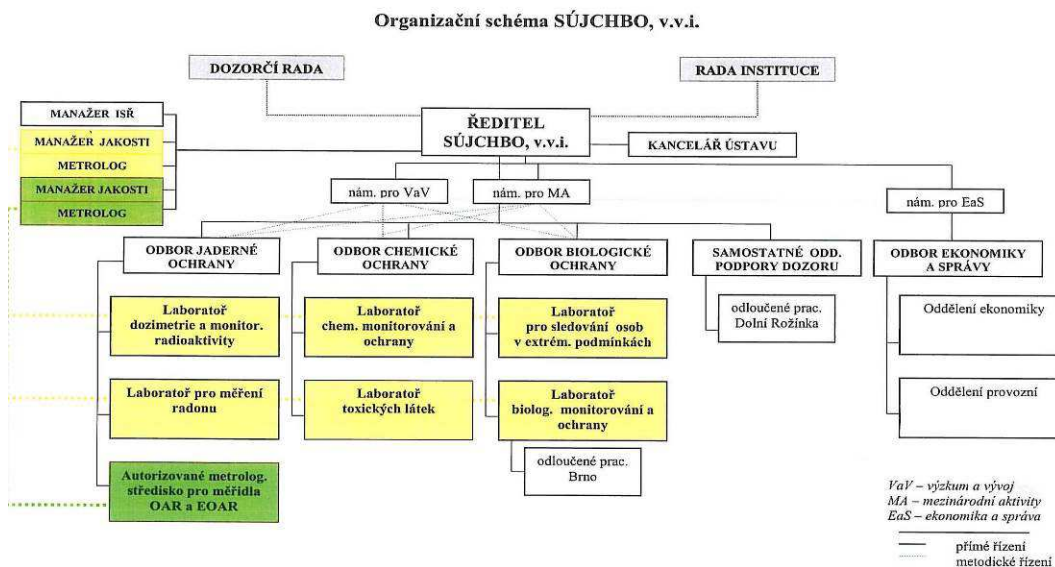 Organizační schéma SÚJCHBO, v.v.i.
DOZORČÍ RADA
RADA INSTITUCE
MANAŽER ISŘ
MANAŽER JAKOSTI
METROLOG
MANAŽER JAKOSTI
METROLOG
ŘEDITEL
SÚJCHBO, v.v.i.
KANCELÁŘ ÚSTAVU
nám. pro VaV
nám. pro MA
nám. pro EaS
ODBOR JADERNÉ
OCHRANY
ODBOR CHEMICKÉ
OCHRANY
ODBOR BIOLOGICKÉ
OCHRANY
SAMOSTATNÉ ODD.
PODPORY DOZORU
ODBOR EKONOMIKY
A SPRÁVY
Laboratoř
dozimetrie a monitor.
radioaktivity
Laboratoř
chem. monitorování a
ochrany
Laboratoř
pro sledování osob
v extrém. podmínkách
odloučené prac.
Dolní Rožínka
Oddělení ekonomiky
Laboratoř pro měření
radonu
Laboratoř
toxických látek
Laboratoř
biolog. monitorování a
ochrany
Oddělení provozní
odloučené prac.
Brno
Autorizované metrolog.
středisko pro měřidla
OAR a EOAR
VaV – výzkum a vývoj
MA – mezinárodní aktivity
EaS – ekonomika a správa
přímé řízení
metodické řízení